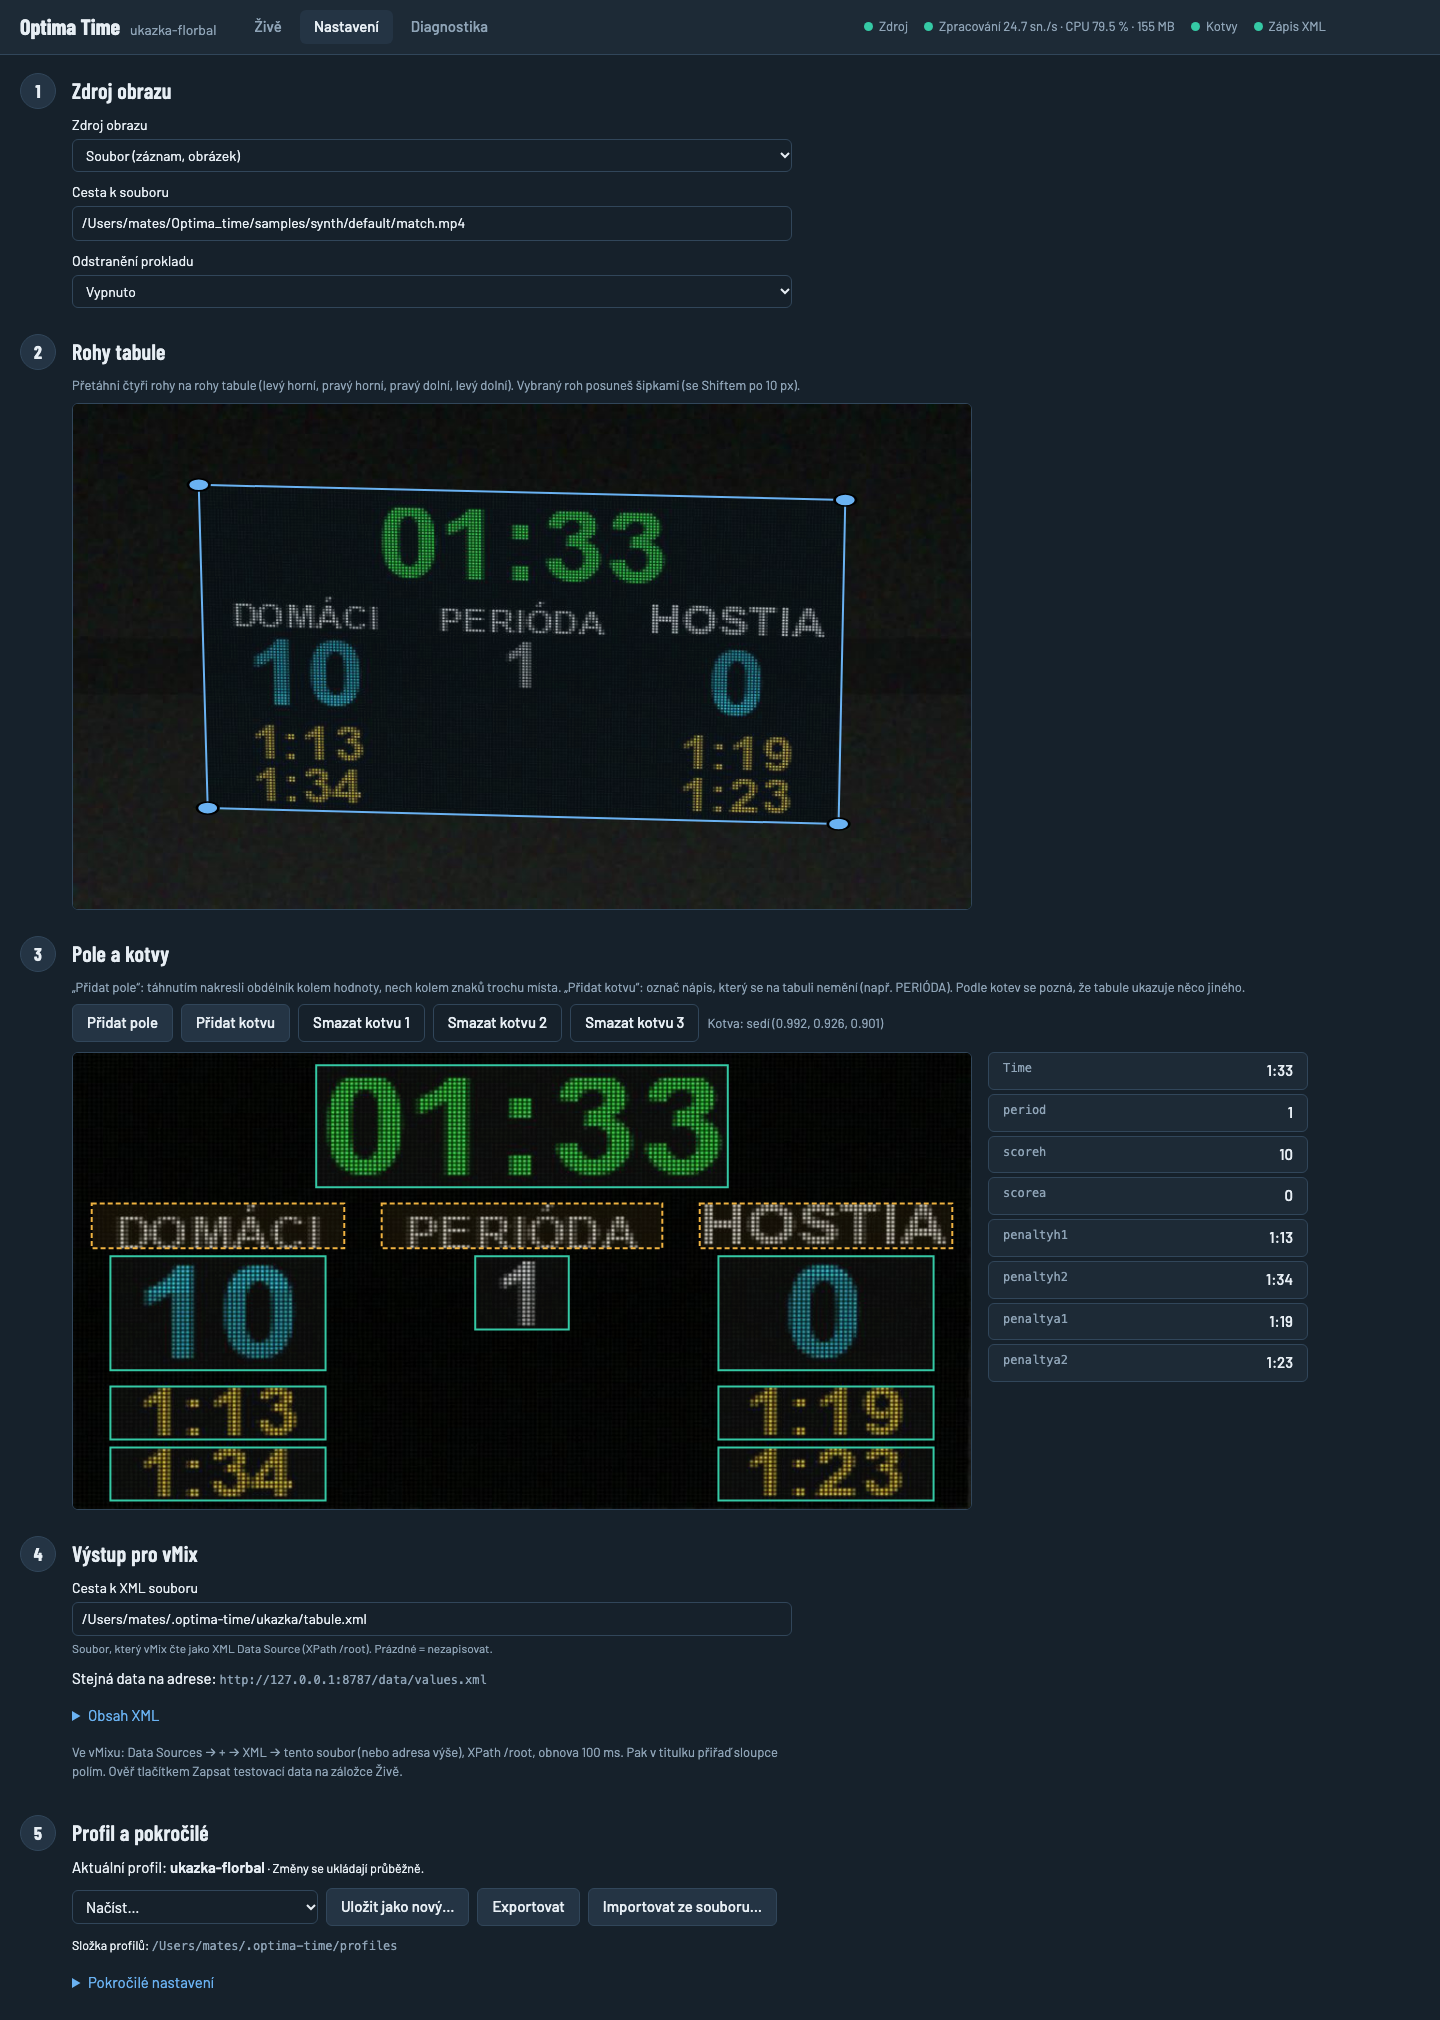 Optima Time ukazka-florbal Živě Nastavení Diagnostika Zdroj Zpracování 24.7 sn./s · CPU 79.5 % · 155 MB Kotvy Zápis XML
1 Zdroj obrazu
Zdroj obrazu
Soubor (záznam, obrázek)
Cesta k souboru
/Users/mates/Optima_time/samples/synth/default/match.mp4
Odstranění prokladu
Vypnuto
2 Rohy tabule
Přetáhni čtyři rohy na rohy tabule (levý horní, pravý horní, pravý dolní, levý dolní). Vybraný roh posuneš šipkami (se Shiftem po 10 px).
01:33
DOMÁCI PERIÓDA HOSTIA
10 1 0
1:13 1:19
1:34 1:23
3 Pole a kotvy
„Přidat pole“: táhnutím nakresli obdélník kolem hodnoty, nech kolem znaků trochu místa. „Přidat kotvu“: označ nápis, který se na tabuli nemění (např. PERIÓDA). Podle kotev se pozná, že tabule ukazuje něco jiného.
Přidat pole Přidat kotvu Smazat kotvu 1 Smazat kotvu 2 Smazat kotvu 3 Kotva: sedí (0.992, 0.926, 0.901)
01:33
DOMÁCI PERIÓDA HOSTIA
10 1 0
1:13 1:19
1:34 1:23
Time 1:33
period 1
scoreh 10
scorea 0
penaltyh1 1:13
penaltyh2 1:34
penaltya1 1:19
penaltya2 1:23
4 Výstup pro vMix
Cesta k XML souboru
/Users/mates/.optima-time/ukazka/tabule.xml
Soubor, který vMix čte jako XML Data Source (XPath /root). Prázdné = nezapisovat.
Stejná data na adrese: http://127.0.0.1:8787/data/values.xml
Obsah XML
Ve vMixu: Data Sources → + → XML → tento soubor (nebo adresa výše), XPath /root, obnova 100 ms. Pak v titulku přiřaď sloupce
polím. Ověř tlačítkem Zapsat testovací data na záložce Živě.
5 Profil a pokročilé
Aktuální profil: ukazka-florbal · Změny se ukládají průběžně.
Načíst... Uložit jako nový... Exportovat Importovat ze souboru...
Složka profilů: /Users/mates/.optima-time/profiles
Pokročilé nastavení